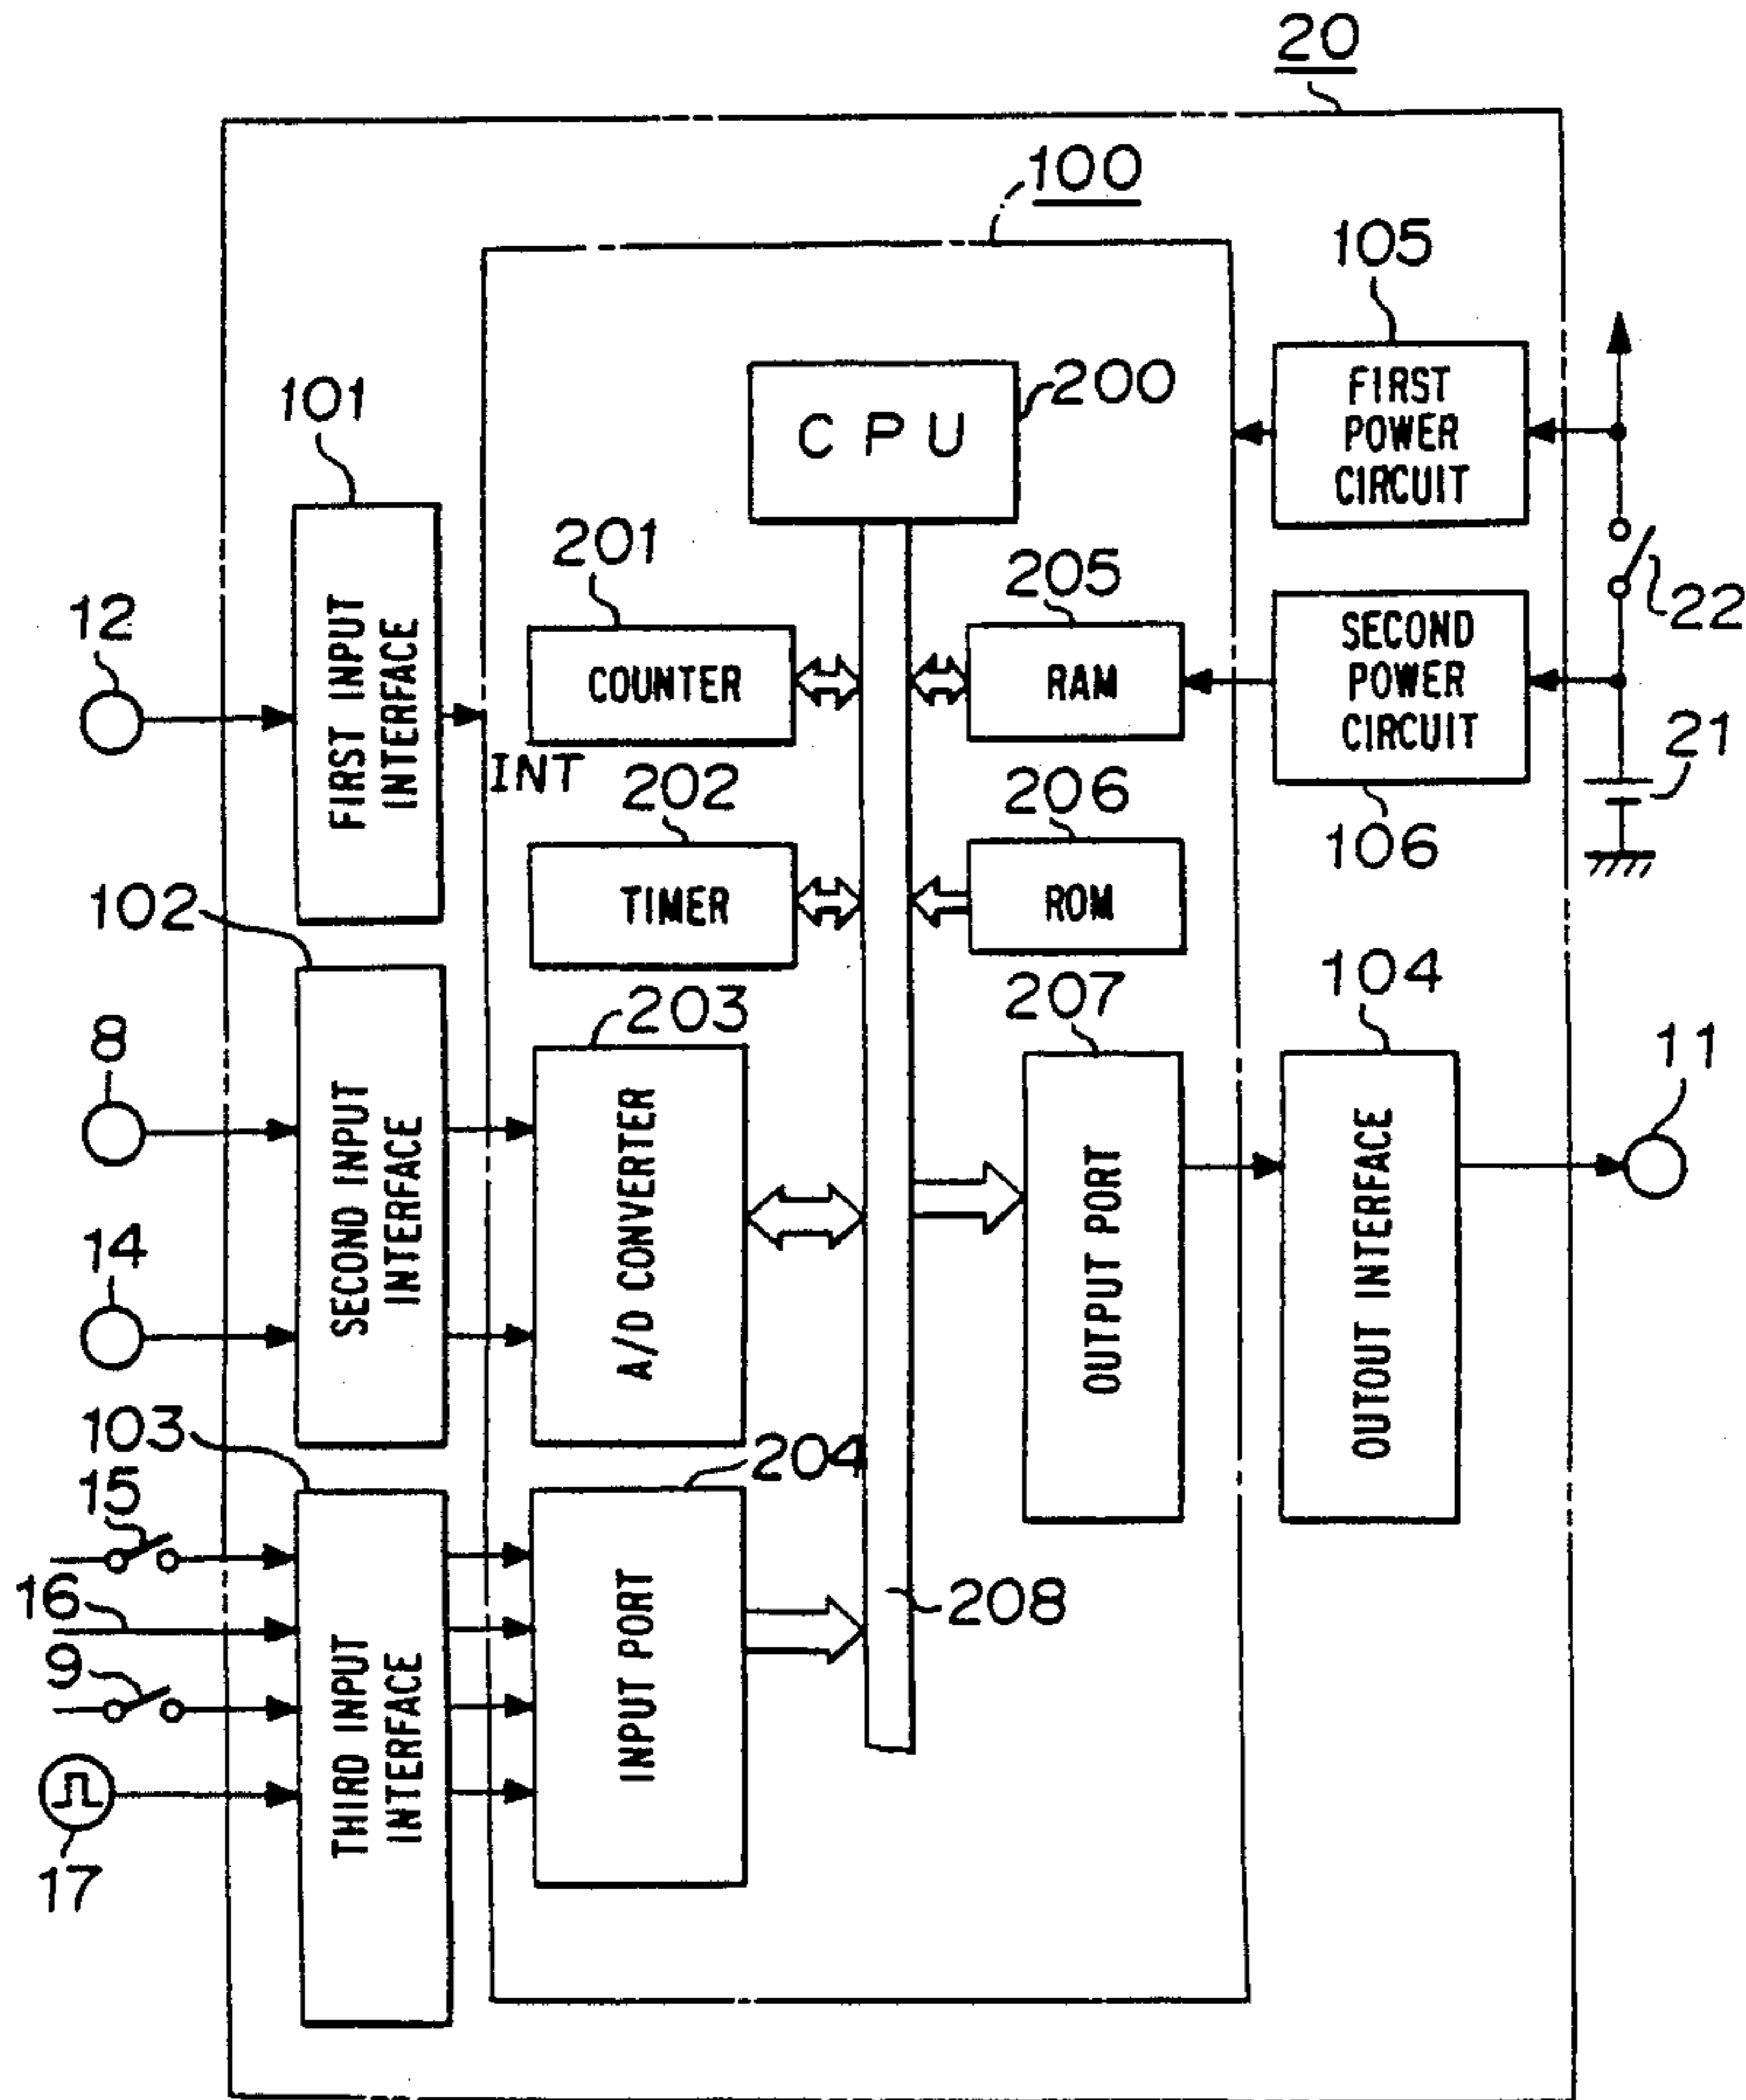 20
100
105
FIRST
POWER
CIRCUIT
101
C P U
200
FIRST INPUT
INTERFACE
12
201
COUNTER
205
RAM
SECOND
POWER
CIRCUIT
22
21
INT
202
TIMER
206
ROM
106
102
8
14
SECOND INPUT
INTERFACE
203
A/D CONVERTER
207
OUTPUT PORT
104
OUTOUT INTERFACE
11
103
15
16
9
17
THIRD INPUT
INTERFACE
204
INPUT PORT
208